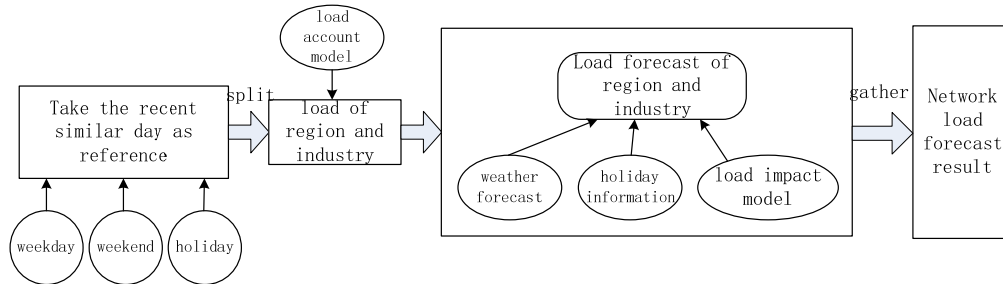 load
account
model
Take the recent
similar day as
reference
split
load of
region and
industry
Load forecast of
region and
industry
weather
forecast
holiday
information
load impact
model
gather
Network
load
forecast
result
weekday
weekend
holiday